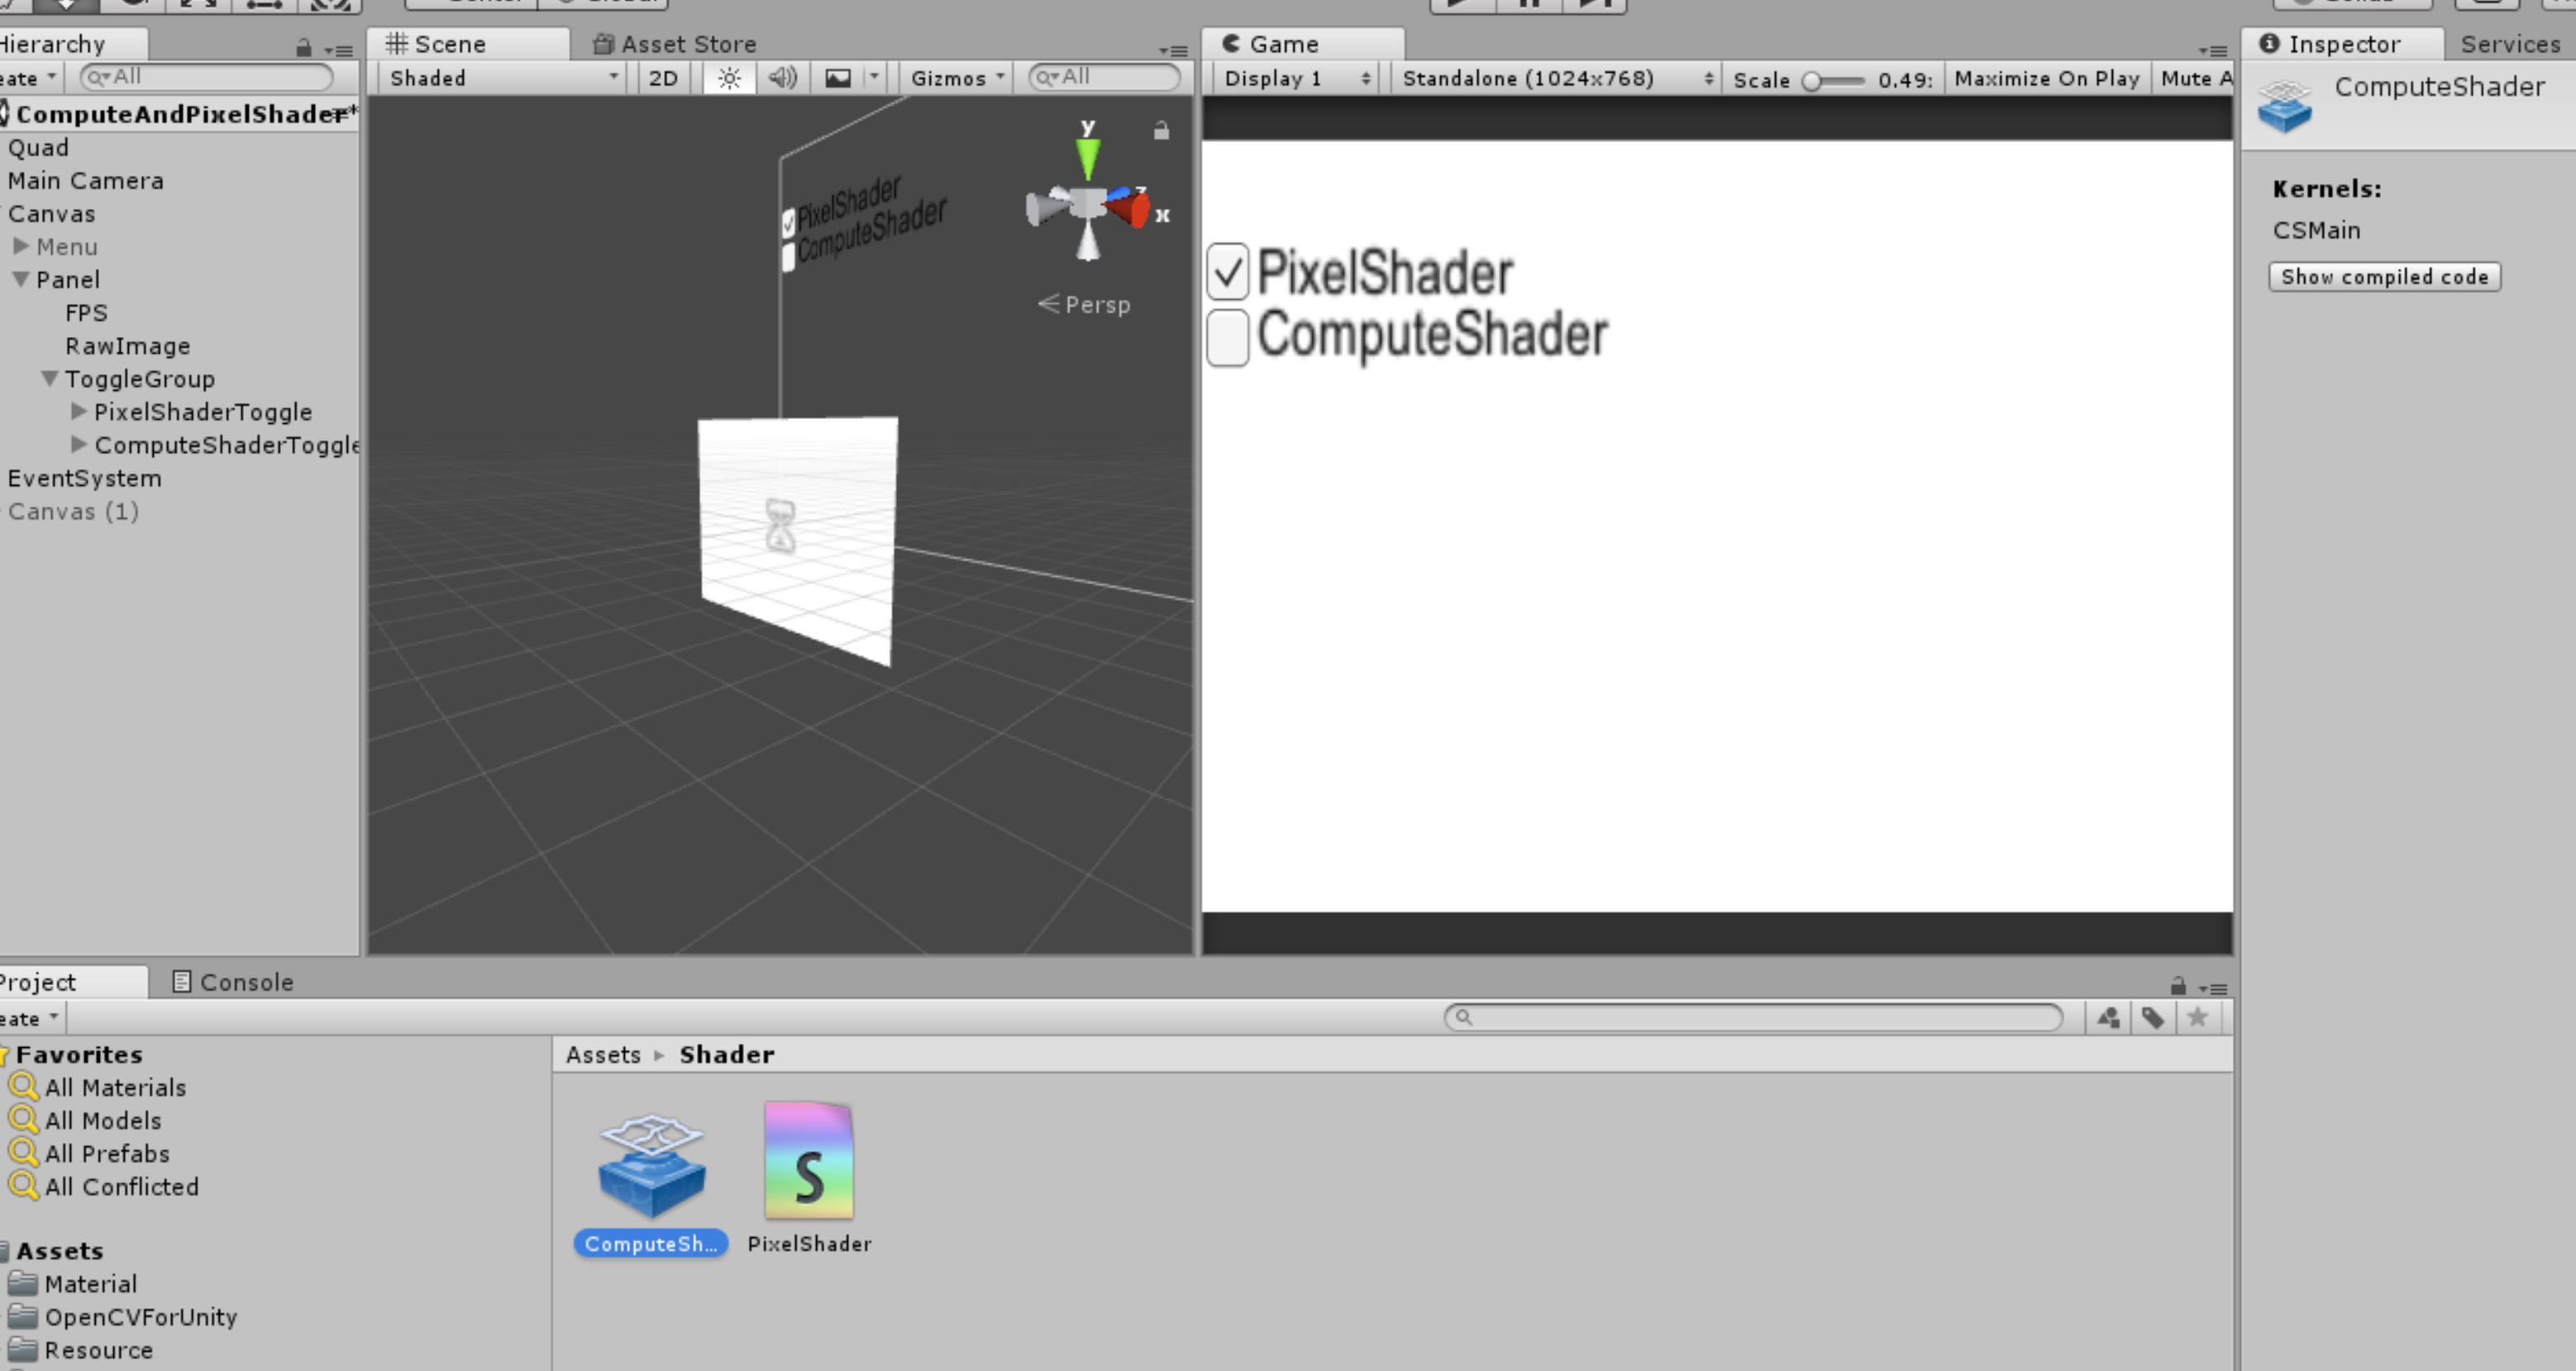 Hierarchy
Scene
Asset Store
Game
Inspector
Services
eate
All
Shaded
2D
Gizmos
All
Display 1
Standalone (1024x768)
Scale
0.49:
Maximize On Play
Mute A
ComputeShader
ComputeAndPixelShader*
Quad
Main Camera
Canvas
Menu
Panel
FPS
RawImage
ToggleGroup
PixelShaderToggle
ComputeShaderToggle
EventSystem
Canvas (1)
y
z
x
Persp
PixelShader
ComputeShader
PixelShader
ComputeShader
Kernels:
CSMain
Show compiled code
Project
Console
eate
Favorites
All Materials
All Models
All Prefabs
All Conflicted
Assets
Material
OpenCVForUnity
Resource
Assets ▸ Shader
S
ComputeSh...
PixelShader